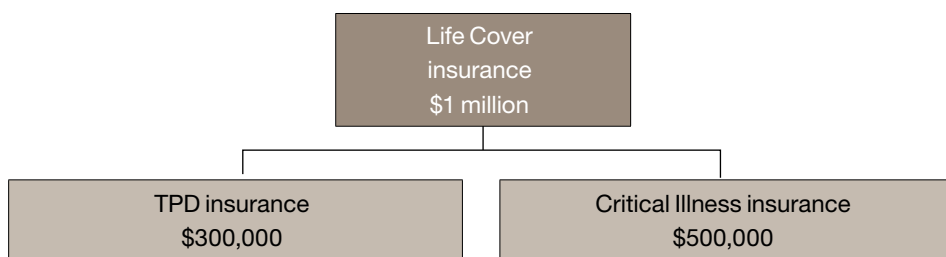 Life Cover
insurance
$1 million
TPD insurance
$300,000
Critical Illness insurance
$500,000